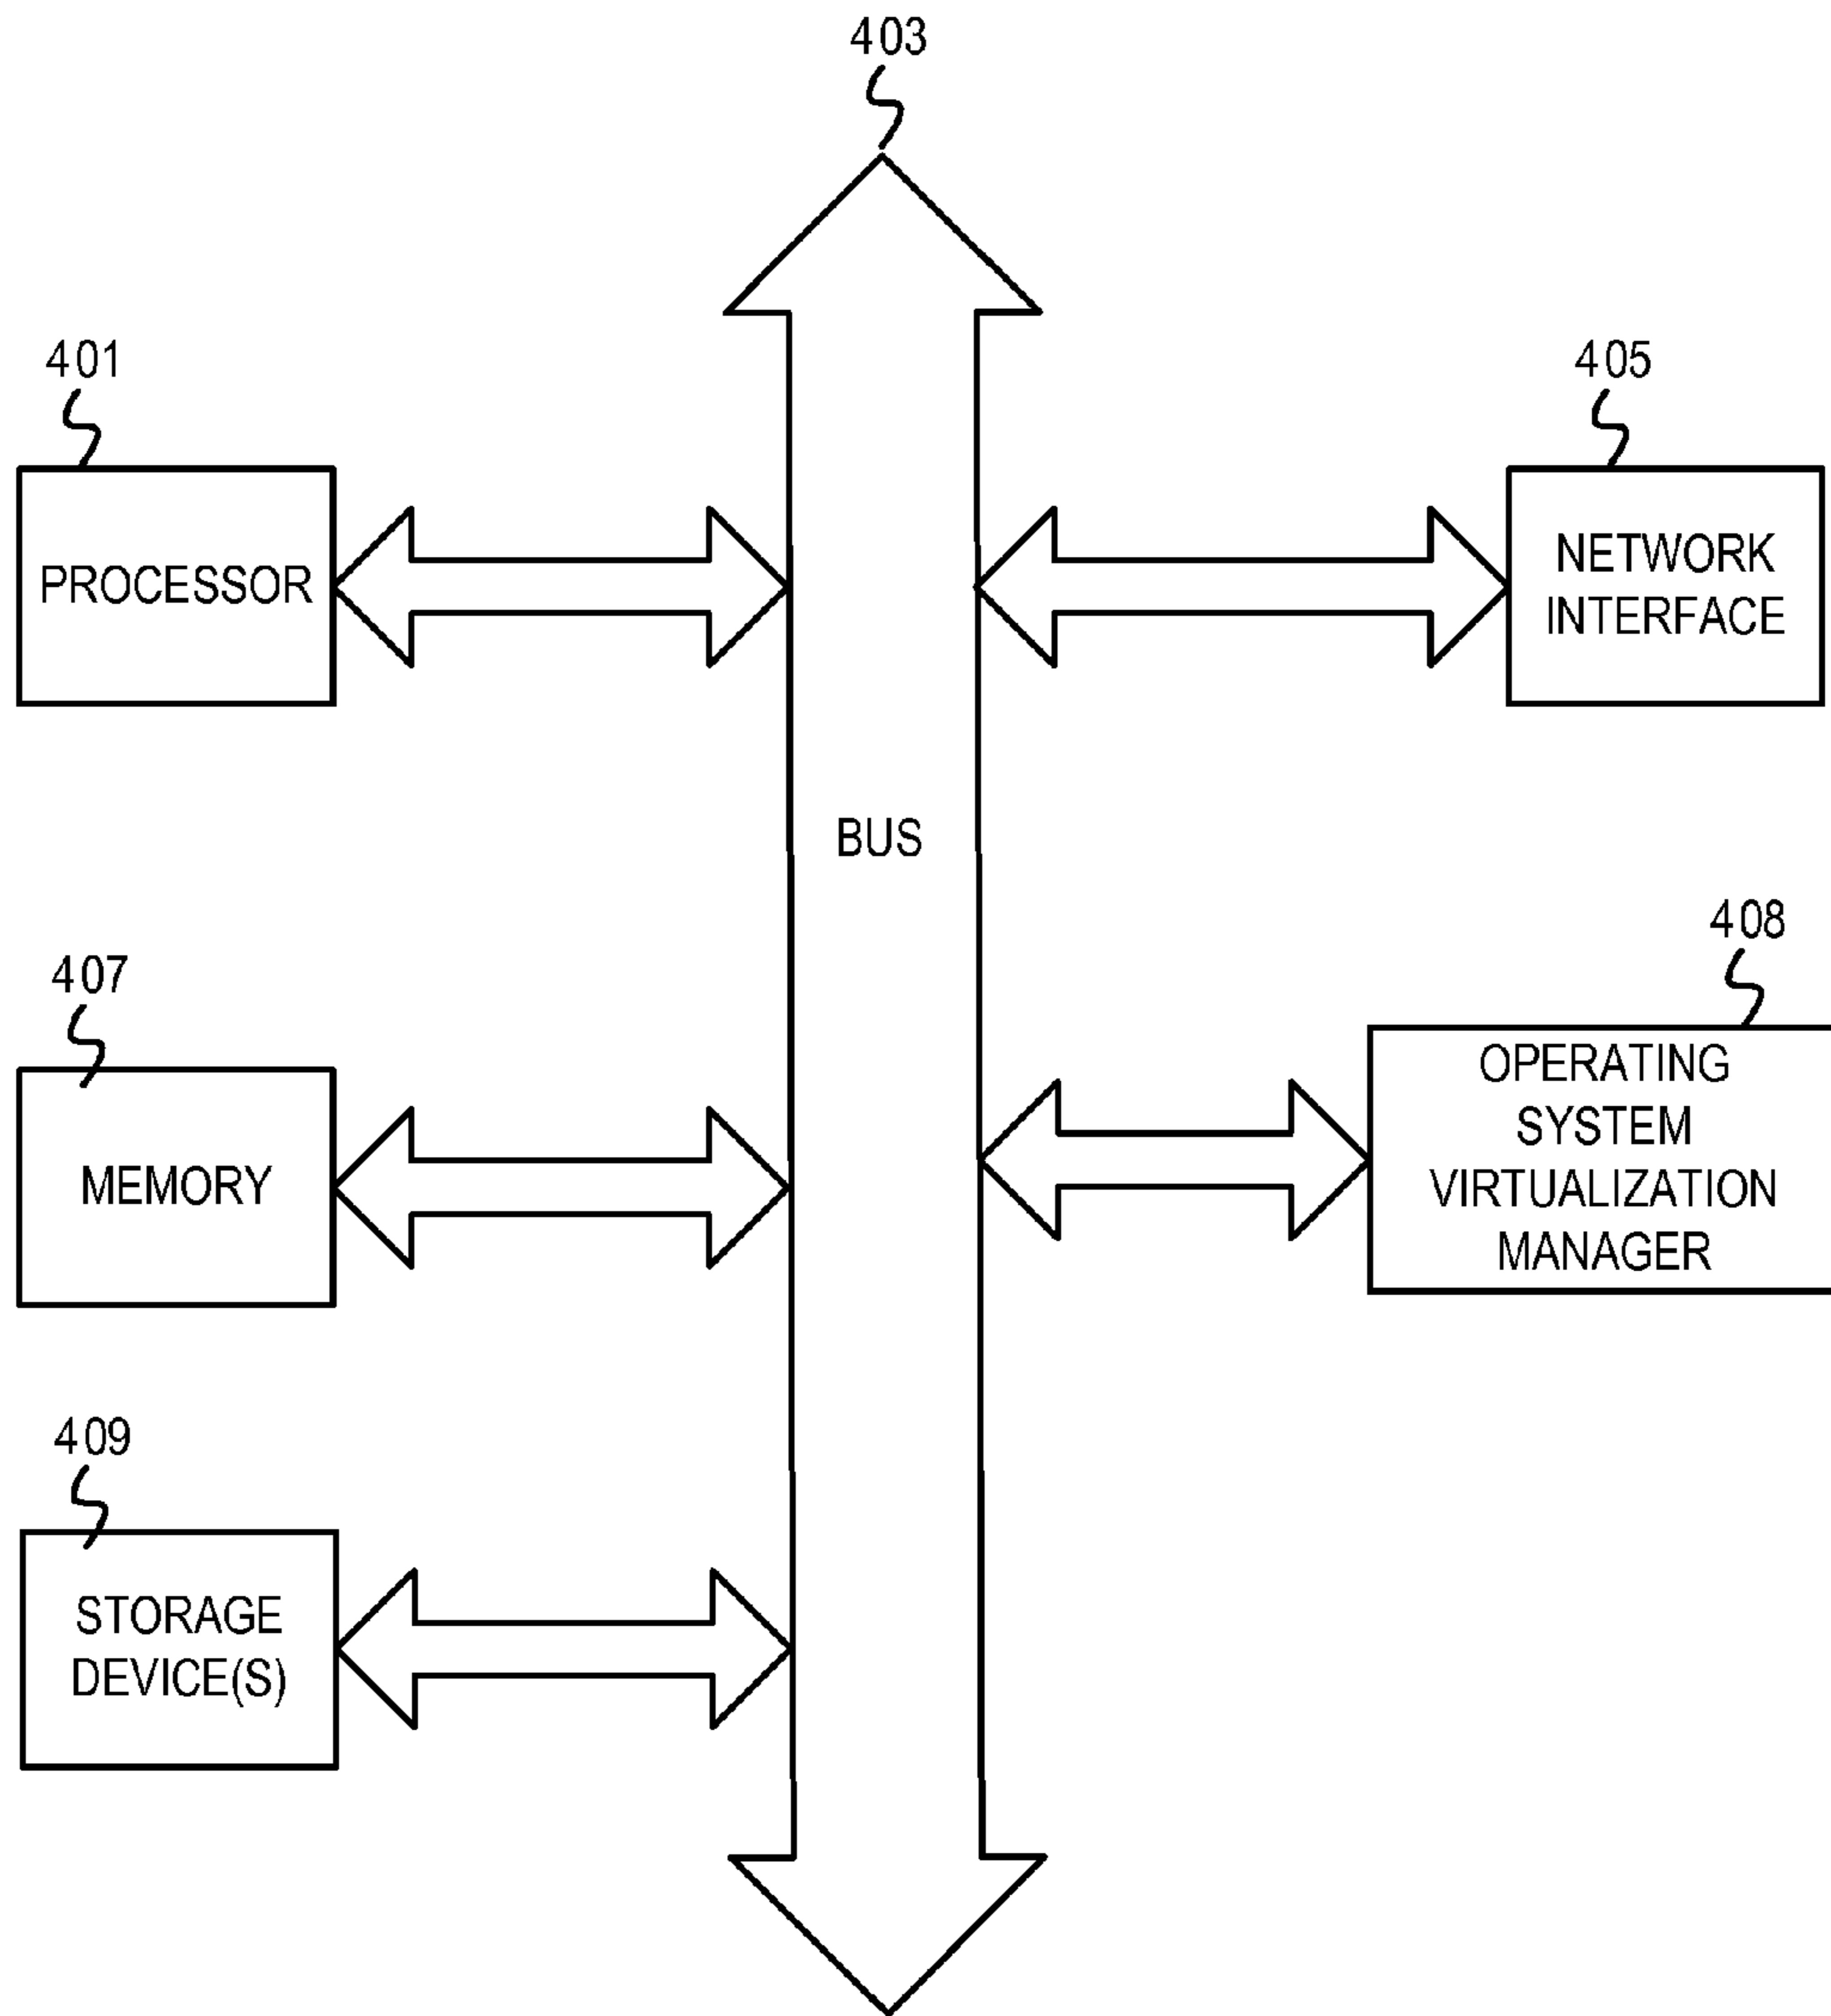 403
401
PROCESSOR
405
NETWORK
INTERFACE
BUS
407
MEMORY
408
OPERATING
SYSTEM
VIRTUALIZATION
MANAGER
409
STORAGE
DEVICE(S)